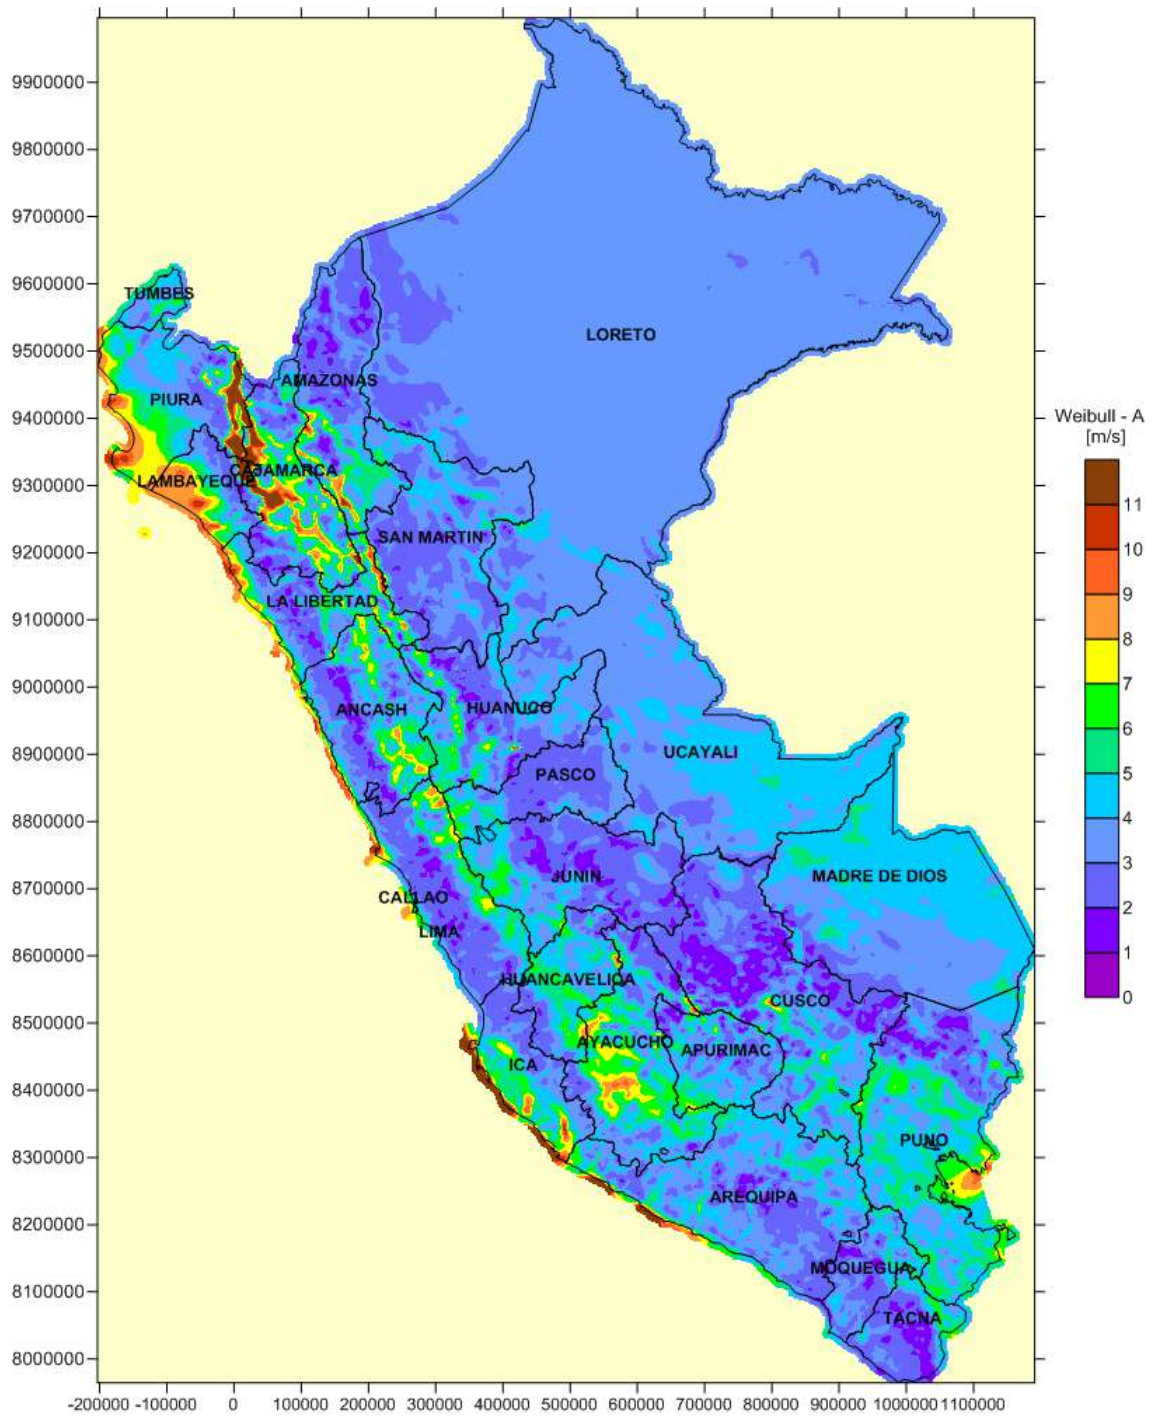 9900000
9800000
9700000
9600000
9500000
9400000
9300000
9200000
9100000
9000000
8900000
8800000
8700000
8600000
8500000
8400000
8300000
8200000
8100000
8000000
TUMBES
LORETO
AMAZONAS
PIURA
CAJAMARCA
LAMBAYEQUE
SAN MARTIN
LA LIBERTAD
ANCASH
HUANUCO
UCAYALI
PASCO
JUNIN
MADRE DE DIOS
CALLAO
LIMA
HUANCAVELICA
CUSCO
AYACUCHO
APURIMAC
ICA
PUNO
AREQUIPA
MOQUEGUA
TACNA
Weibull - A
[m/s]
11
10
9
8
7
6
5
4
3
2
1
0
-200000 -100000 0 100000 200000 300000 400000 500000 600000 700000 800000 900000 1000000 1100000